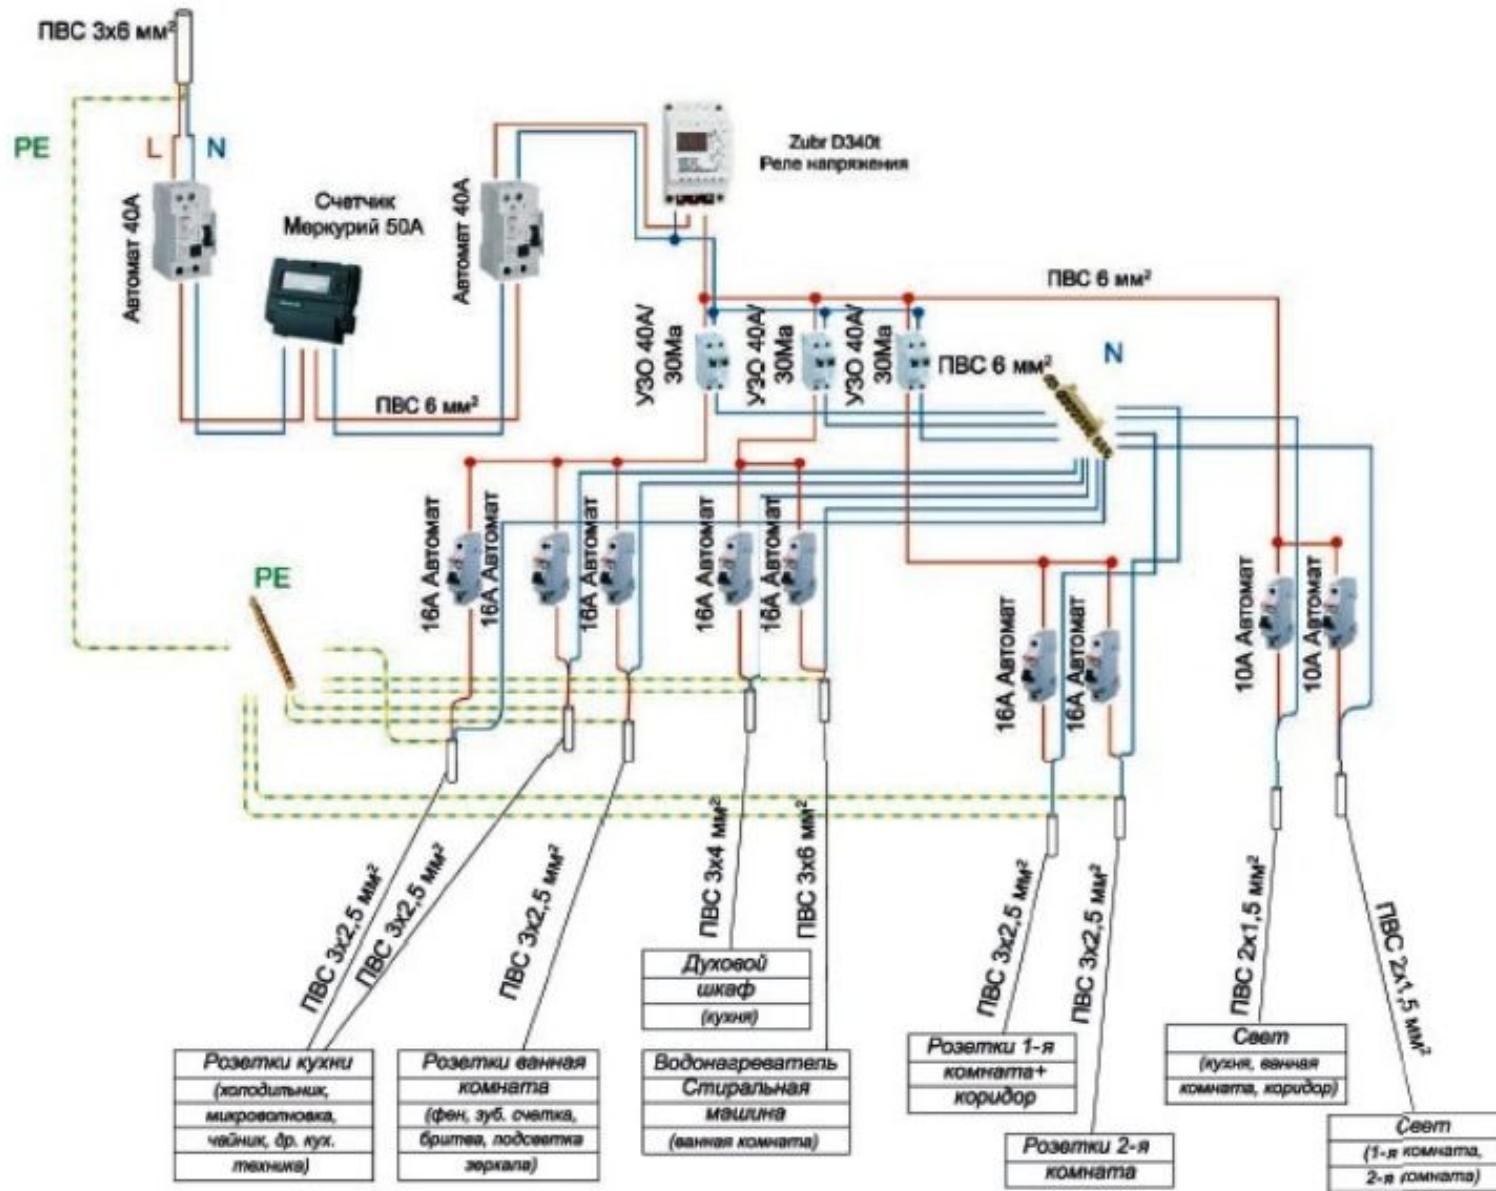 ПВС 3х6 мм²
PE
L
N
Автомат 40А
Счетчик
Меркурий 50А
Автомат 40А
Zubr D340t
Реле напряжения
ПВС 6 мм²
ПВС 6 мм²
УЗО 40А/
30Ма
УЗО 40А/
30Ма
УЗО 40А/
30Ма
ПВС 6 мм²
N
PE
16А Автомат
16А Автомат
16А Автомат
16А Автомат
16А Автомат
16А Автомат
16А Автомат
10А Автомат
10А Автомат
ПВС 3х2,5 мм²
ПВС 3х2,5 мм²
ПВС 3х2,5 мм²
ПВС 3х4 мм²
ПВС 3х6 мм²
ПВС 3х2,5 мм²
ПВС 3х2,5 мм²
ПВС 2х1,5 мм²
ПВС 2х1,5 мм²
Розетки кухни
(холодильник,
микроволновка,
чайник, др. кух.
техника)
Розетки ванная
комната
(фен, зуб. счетка,
бритва, подсветка
зеркала)
Духовой
шкаф
(кухня)
Водонагреватель
Стиральная
машина
(ванная комната)
Розетки 1-я
комната+
коридор
Розетки 2-я
комната
Свет
(кухня, ванная
комната, коридор)
Свет
(1-я комната,
2-я комната)